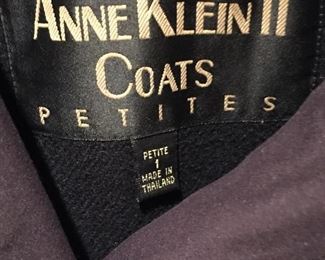 ANNE KLEIN II
COATS
PETITES
PETITE
1
MADE IN
THAILAND